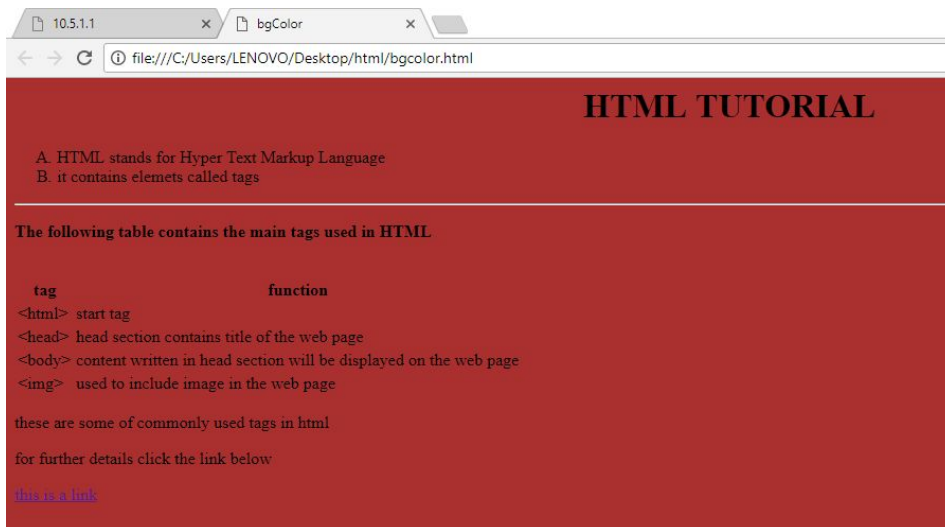 10.5.1.1
bgColor
file:///C:/Users/LENOVO/Desktop/html/bgcolor.html
HTML TUTORIAL
A. HTML stands for Hyper Text Markup Language
B. it contains elemets called tags
The following table contains the main tags used in HTML
tag function
<html> start tag
<head> head section contains title of the web page
<body> content written in head section will be displayed on the web page
<img> used to include image in the web page
these are some of commonly used tags in html
for further details click the link below
this is a link